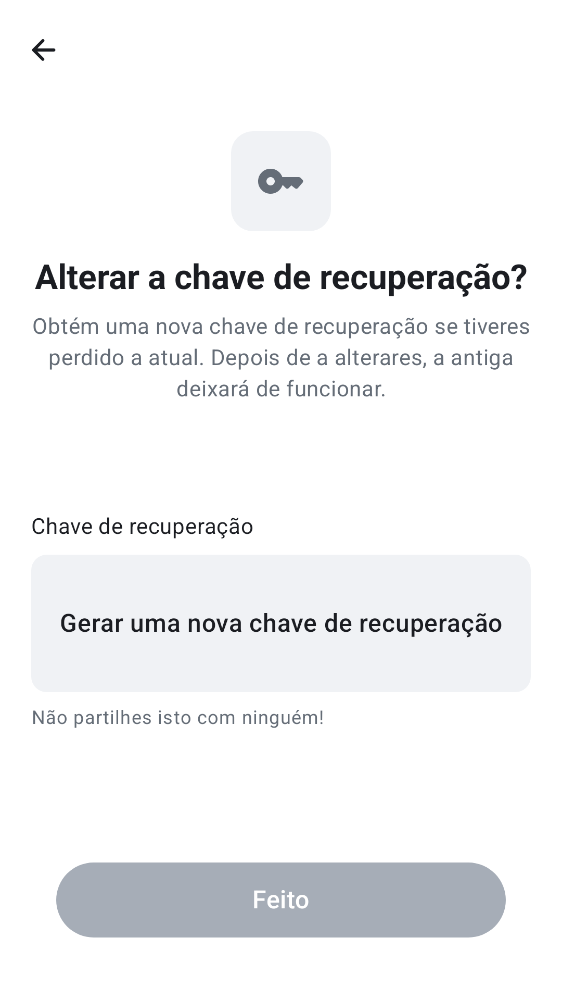 Alterar a chave de recuperação?
Obtém uma nova chave de recuperação se tiveres
perdido a atual. Depois de a alterares, a antiga
deixará de funcionar.
Chave de recuperação
Gerar uma nova chave de recuperação
Não partilhes isto com ninguém!
Feito